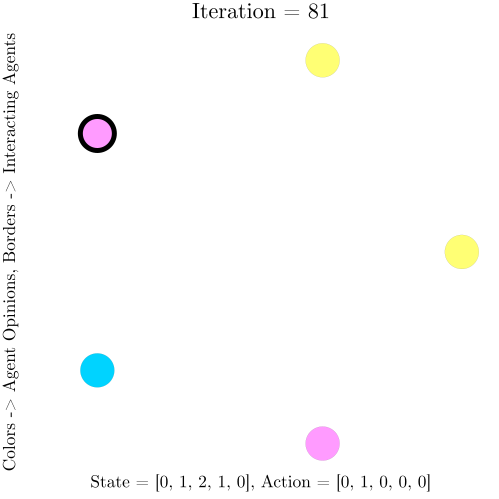 Iteration = 81
Colors -> Agent Opinions, Borders -> Interacting Agents
State = [0, 1, 2, 1, 0], Action = [0, 1, 0, 0, 0]